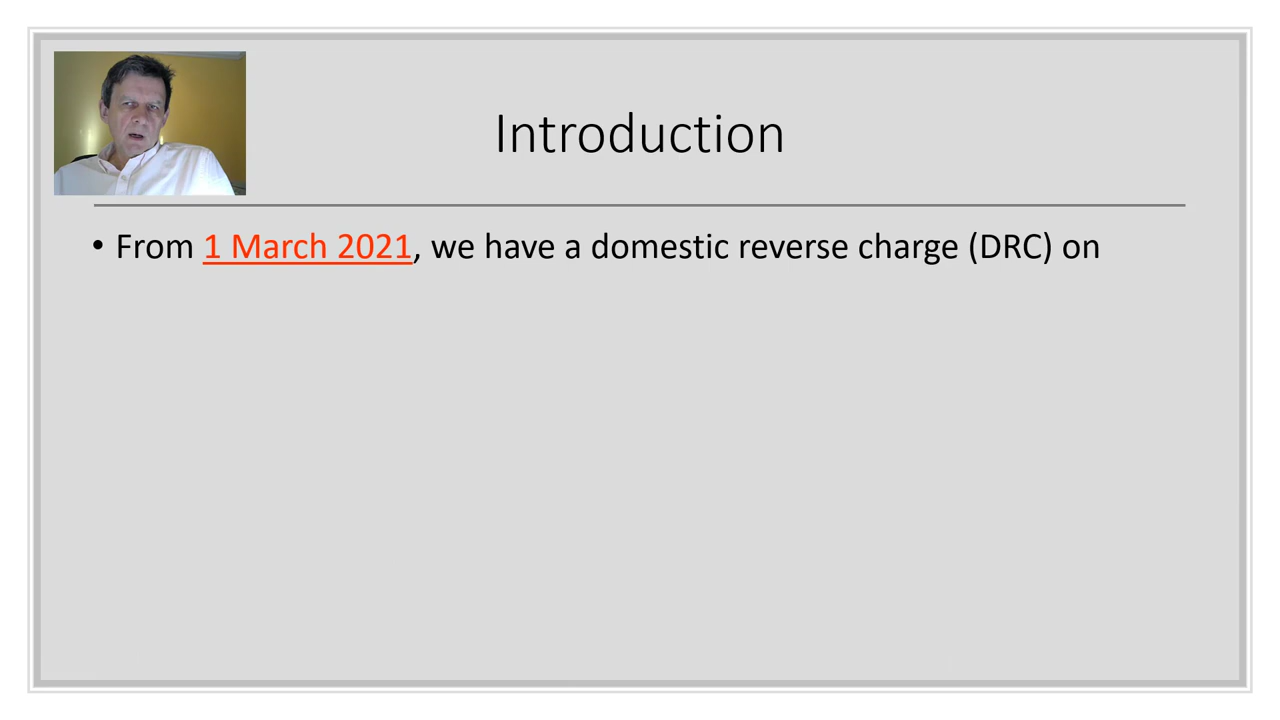 Introduction
• From 1 March 2021, we have a domestic reverse charge (DRC) on